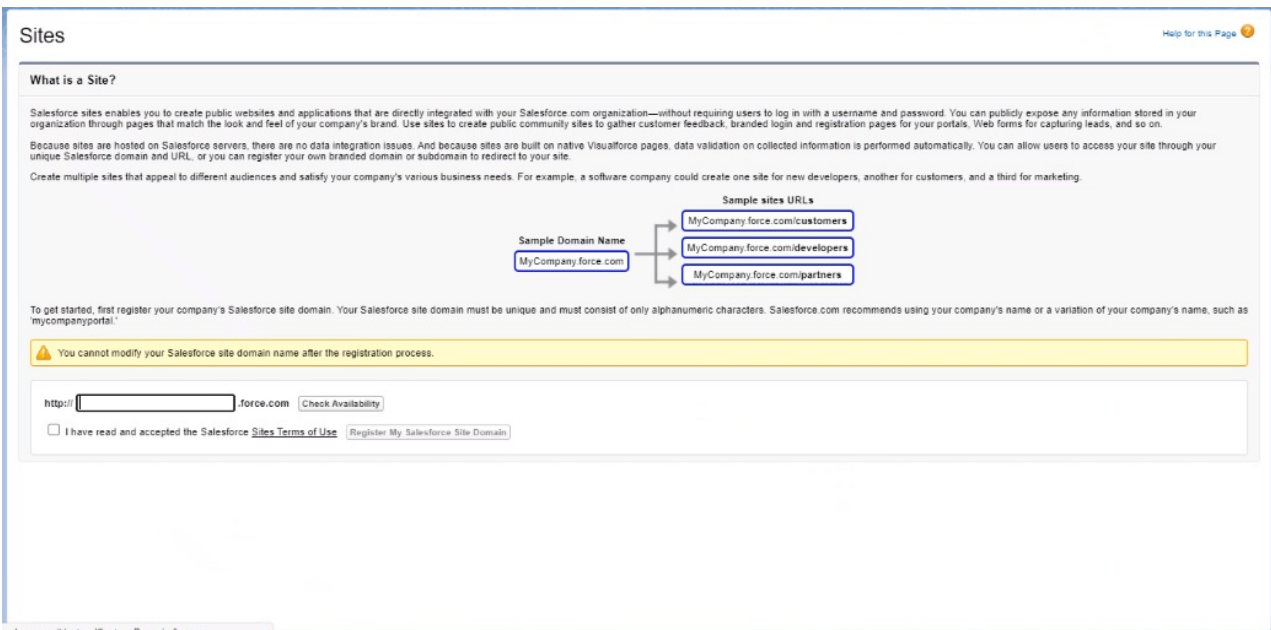 Sites
Help for this Page
What is a Site?
Salesforce sites enables you to create public websites and applications that are directly integrated with your Salesforce.com organization—without requiring users to log in with a username and password. You can publicly expose any information stored in your
organization through pages that match the look and feel of your company's brand. Use sites to create public community sites to gather customer feedback, branded login and registration pages for your portals, Web forms for capturing leads, and so on.
Because sites are hosted on Salesforce servers, there are no data integration issues. And because sites are built on native Visualforce pages, data validation on collected information is performed automatically. You can allow users to access your site through your
unique Salesforce domain and URL, or you can register your own branded domain or subdomain to redirect to your site.
Create multiple sites that appeal to different audiences and satisfy your company's various business needs. For example, a software company could create one site for new developers, another for customers, and a third for marketing.
Sample sites URLs
MyCompany.force.com/customers
Sample Domain Name
MyCompany.force.com/developers
MyCompany.force.com
MyCompany.force.com/partners
To get started, first register your company's Salesforce site domain. Your Salesforce site domain must be unique and must consist of only alphanumeric characters. Salesforce.com recommends using your company's name or a variation of your company's name, such as
'mycompanyportal.'
You cannot modify your Salesforce site domain name after the registration process.
http:// .force.com Check Availability
I have read and accepted the Salesforce Sites Terms of Use Register My Salesforce Site Domain